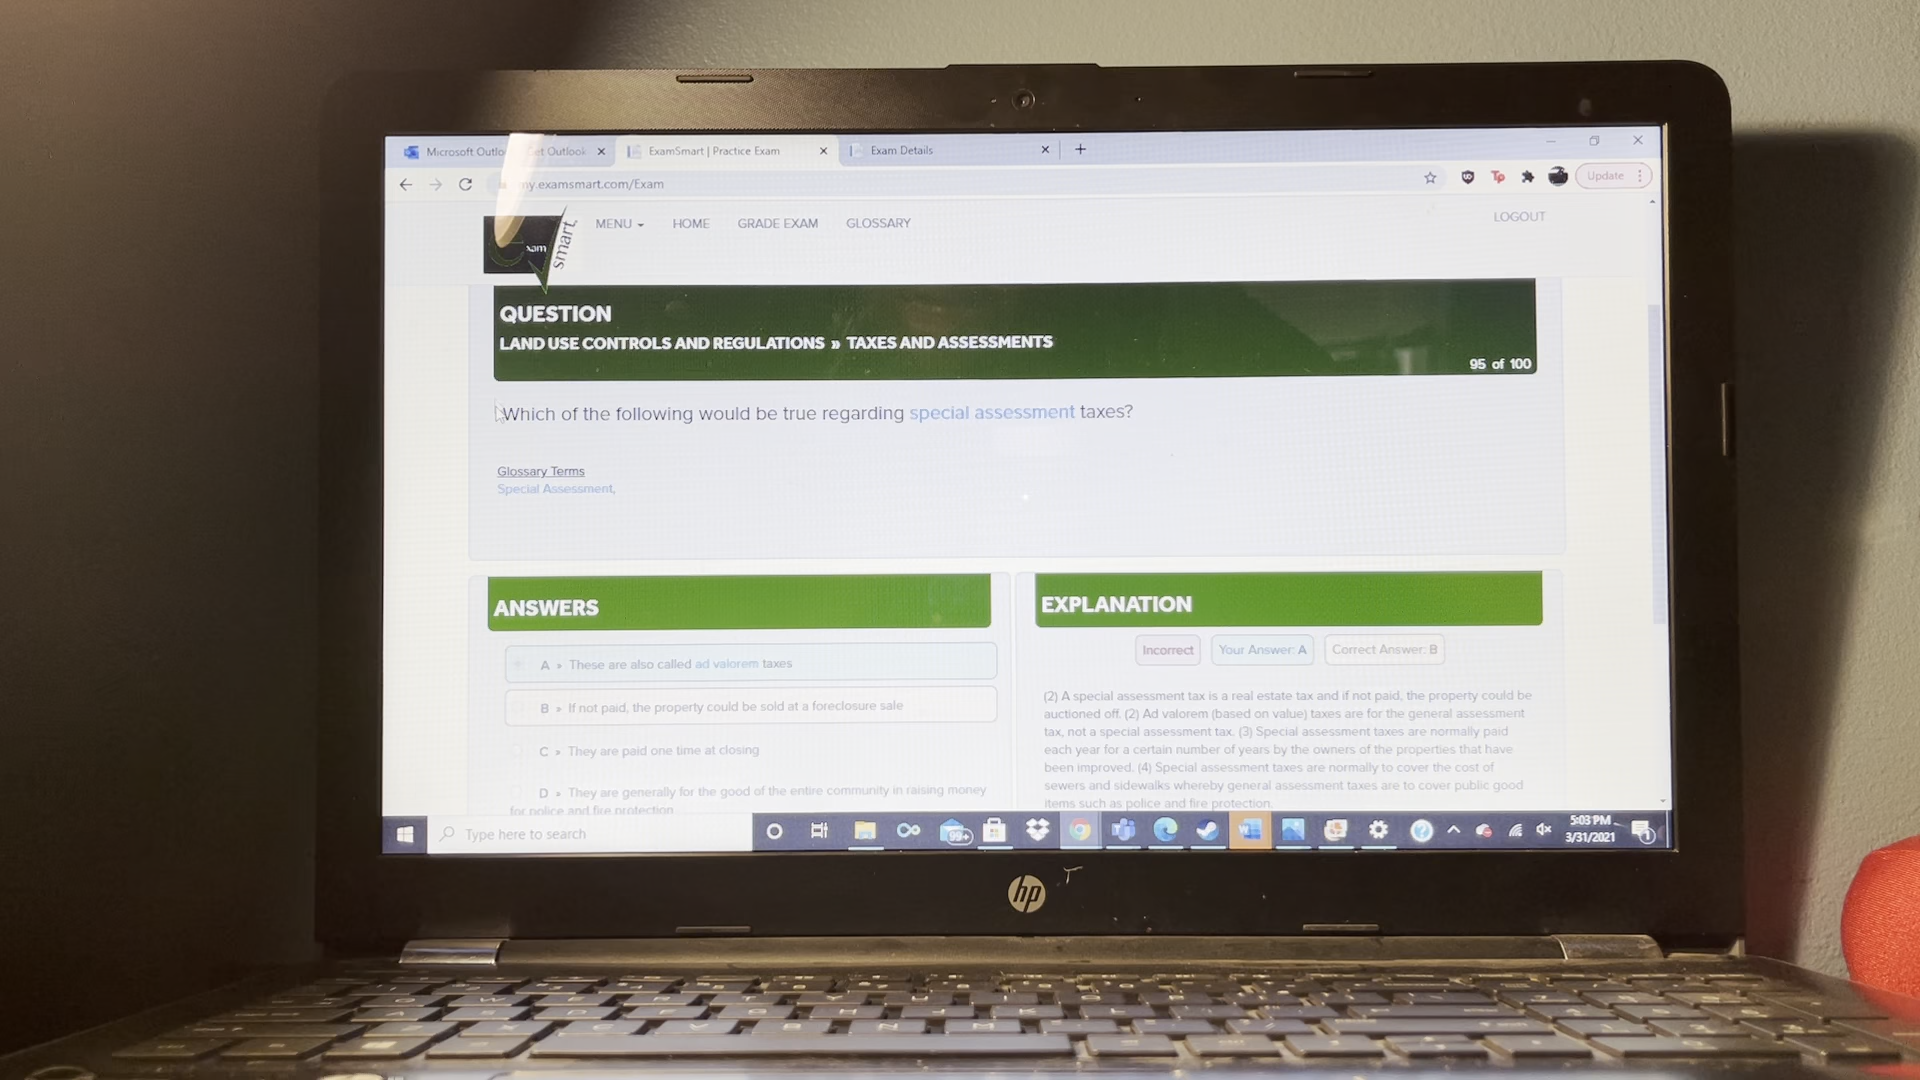 Microsoft Outlo
et Outlook
ExamSmart | Practice Exam
Exam Details
my.examsmart.com/Exam
Update
xam
smart
MENU
HOME
GRADE EXAM
GLOSSARY
LOGOUT
QUESTION
LAND USE CONTROLS AND REGULATIONS » TAXES AND ASSESSMENTS
95 of 100
Which of the following would be true regarding special assessment taxes?
Glossary Terms
Special Assessment,
ANSWERS
A » These are also called ad valorem taxes
B » If not paid, the property could be sold at a foreclosure sale
C » They are paid one time at closing
D » They are generally for the good of the entire community in raising money
for police and fire protection
EXPLANATION
Incorrect
Your Answer: A
Correct Answer: B
(2) A special assessment tax is a real estate tax and if not paid, the property could be
auctioned off. (2) Ad valorem (based on value) taxes are for the general assessment
tax, not a special assessment tax. (3) Special assessment taxes are normally paid
each year for a certain number of years by the owners of the properties that have
been improved. (4) Special assessment taxes are normally to cover the cost of
sewers and sidewalks whereby general assessment taxes are to cover public good
items such as police and fire protection.
Type here to search
99+
5:03 PM
3/31/2021
1
hp